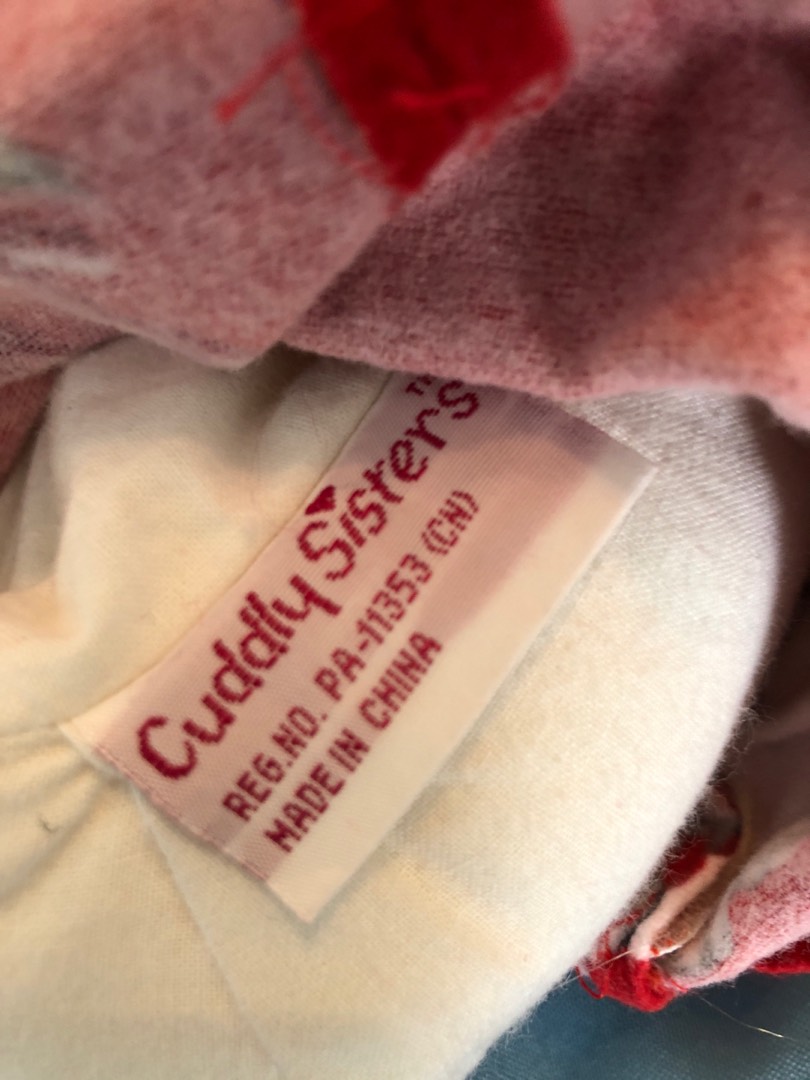 Cuddly Sisters™
REG.NO. PA-11353 (CN)
MADE IN CHINA